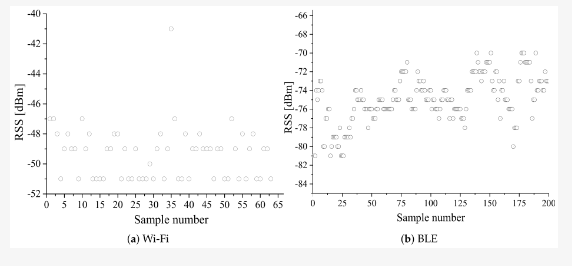 -40
-42
-44
-46
-48
-50
-52
RSS [dBm]
0 5 10 15 20 25 30 35 40 45 50 55 60 65
Sample number
(a) Wi-Fi
-66
-68
-70
-72
-74
-76
-78
-80
-82
-84
RSS [dBm]
0 25 50 75 100 125 150 175 200
Sample number
(b) BLE